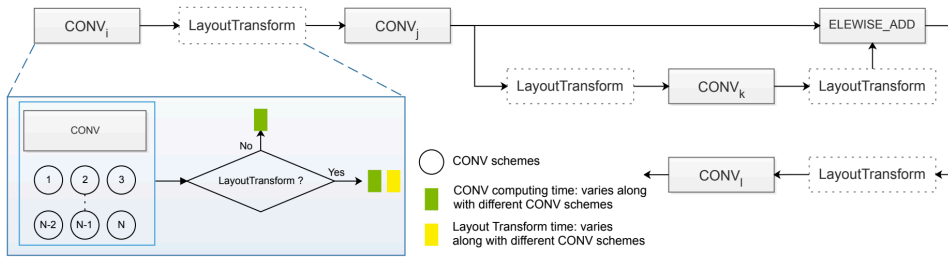 CONVi
LayoutTransform
CONVj
ELEWISE_ADD
LayoutTransform
CONVk
LayoutTransform
CONV
1
2
3
N-2
N-1
N
No
LayoutTransform ?
Yes
CONV schemes
CONV computing time: varies along
with different CONV schemes
Layout Transform time: varies
along with different CONV schemes
CONVl
LayoutTransform